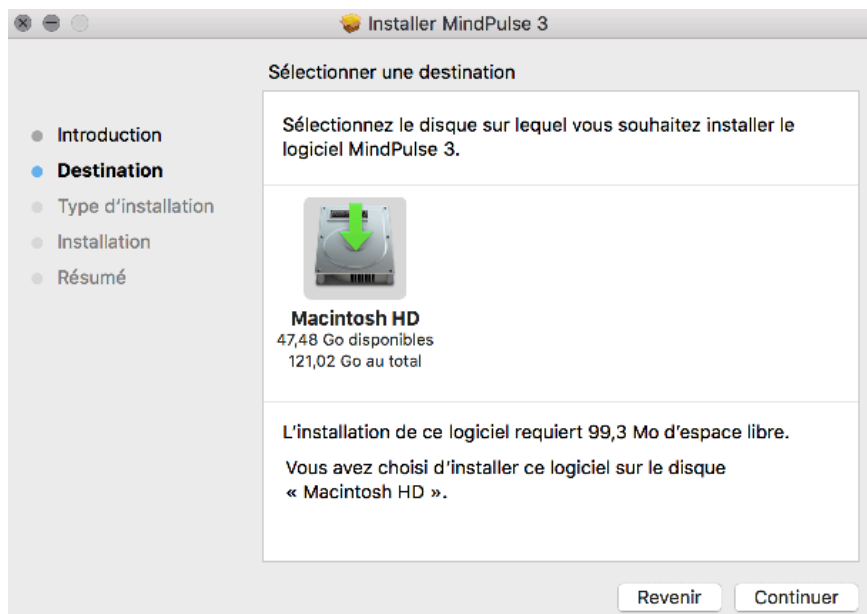 Installer MindPulse 3
Sélectionner une destination
Introduction
Destination
Type d'installation
Installation
Résumé
Sélectionnez le disque sur lequel vous souhaitez installer le
logiciel MindPulse 3.
Macintosh HD
47,48 Go disponibles
121,02 Go au total
L'installation de ce logiciel requiert 99,3 Mo d'espace libre.
Vous avez choisi d'installer ce logiciel sur le disque
« Macintosh HD ».
Revenir
Continuer